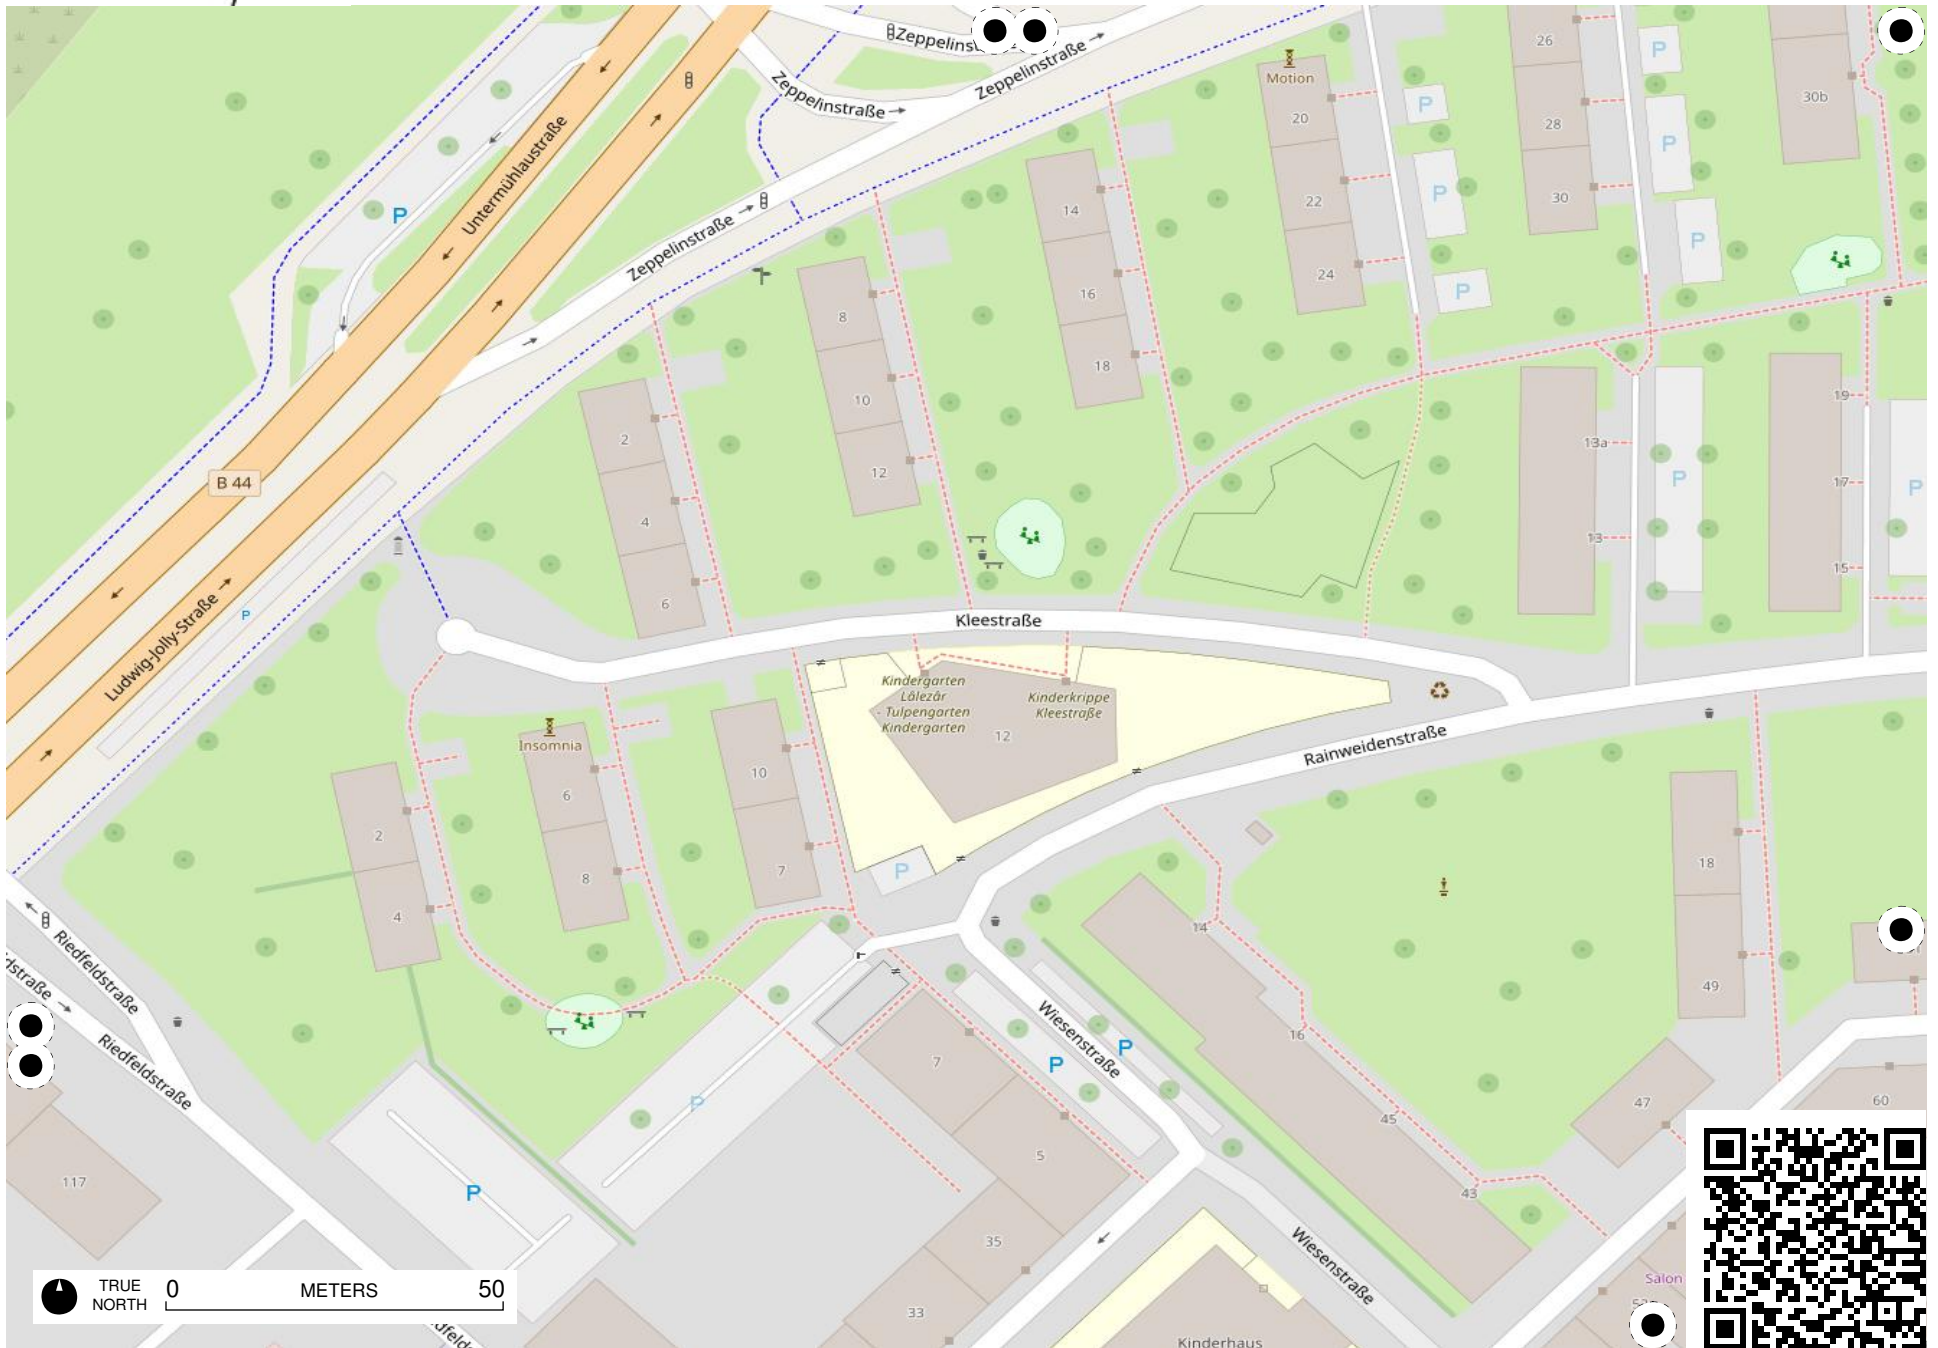 Zeppelinstraße
Zeppelinstraße
Zeppelinstraße
Motion
20
22
24
26
28
30
30b
P
P
P
P
P
P
P
Untermühlaustraße
Zeppelinstraße
14
16
18
8
10
12
2
4
6
B 44
Ludwig-Jolly-Straße
P
13a
13
P
19
17
15
P
Kleestraße
Kindergarten
Lâlezâr
- Tulpengarten
Kindergarten
Kinderkrippe
Kleestraße
12
Rainweidenstraße
Insomnia
2
4
6
8
10
7
P
18
49
14
16
45
43
47
60
Riedfeldstraße
dstraße
Riedfeldstraße
Wiesenstraße
P
P
7
5
35
33
P
P
117
Wiesenstraße
Salon
Kinderhaus
TRUE
NORTH
0 METERS 50